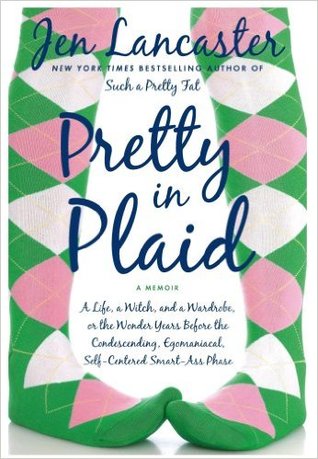 Jen Lancaster
NEW YORK TIMES BESTSELLING AUTHOR OF
Such a Pretty Fat
Pretty
in
Plaid
A MEMOIR
A Life, a Witch, and a Wardrobe,
or the Wonder Years Before the
Condescending, Egomaniacal,
Self-Centered Smart-Ass Phase